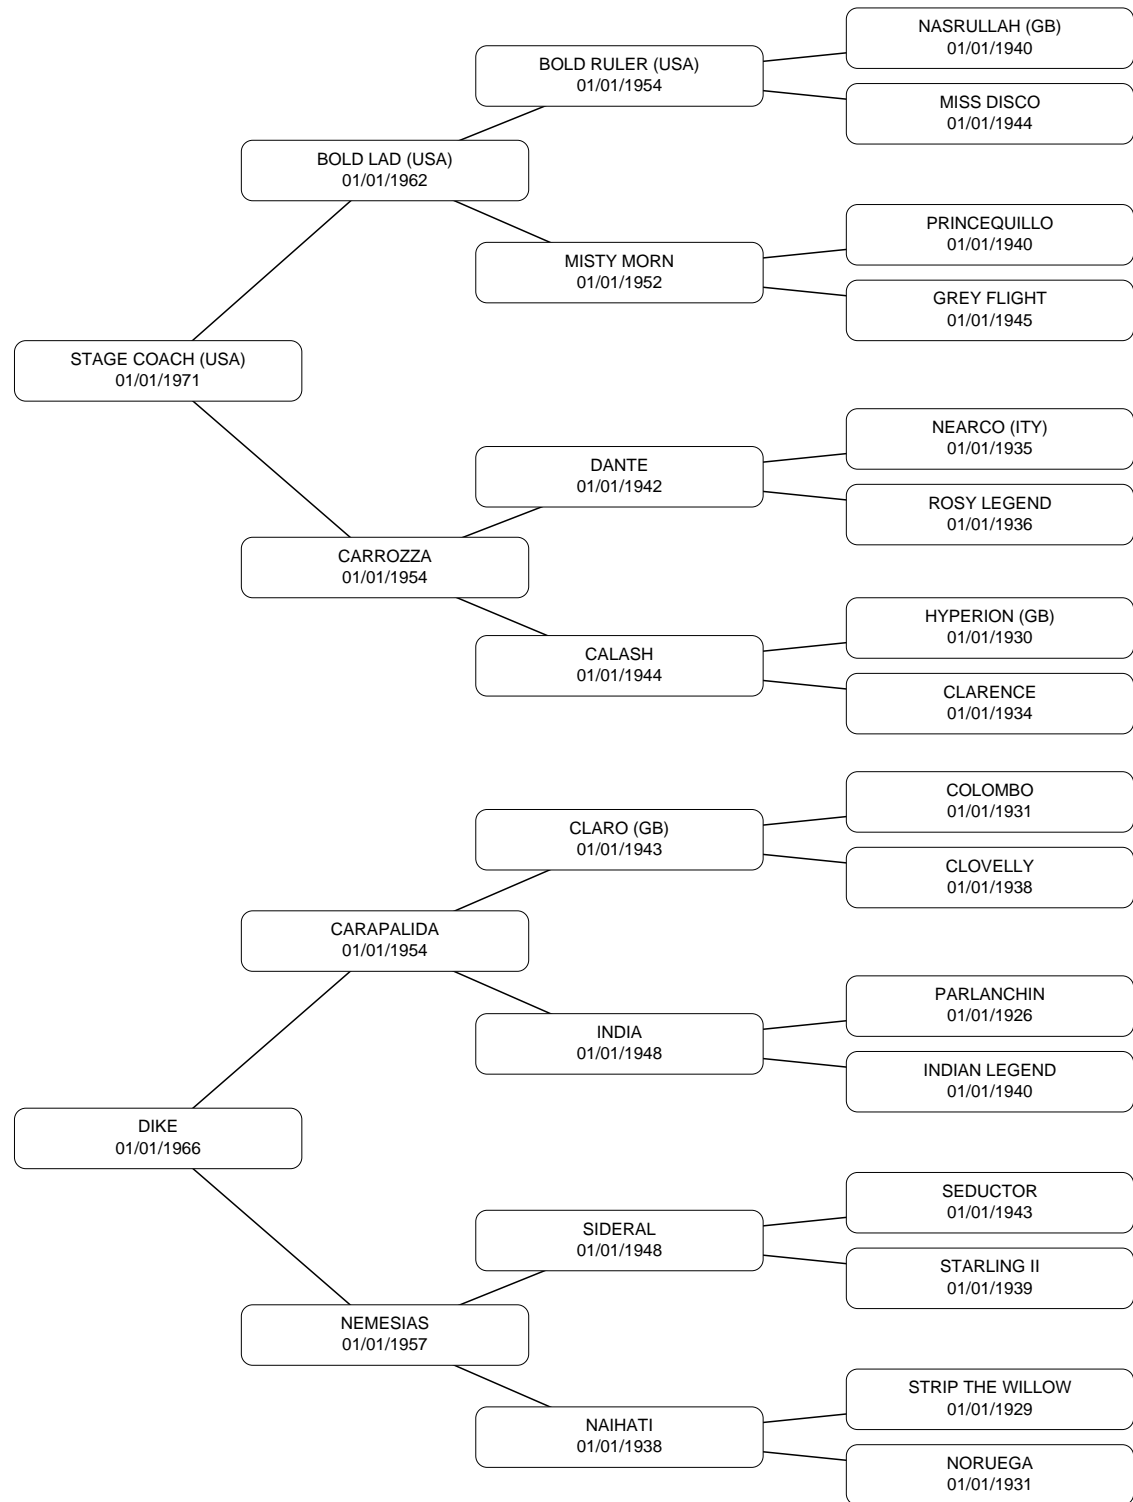 NASRULLAH (GB)
01/01/1940
BOLD RULER (USA)
01/01/1954
MISS DISCO
01/01/1944
BOLD LAD (USA)
01/01/1962
PRINCEQUILLO
01/01/1940
MISTY MORN
01/01/1952
GREY FLIGHT
01/01/1945
STAGE COACH (USA)
01/01/1971
NEARCO (ITY)
01/01/1935
DANTE
01/01/1942
ROSY LEGEND
01/01/1936
CARROZZA
01/01/1954
HYPERION (GB)
01/01/1930
CALASH
01/01/1944
CLARENCE
01/01/1934
COLOMBO
01/01/1931
CLARO (GB)
01/01/1943
CLOVELLY
01/01/1938
CARAPALIDA
01/01/1954
PARLANCHIN
01/01/1926
INDIA
01/01/1948
INDIAN LEGEND
01/01/1940
DIKE
01/01/1966
SEDUCTOR
01/01/1943
SIDERAL
01/01/1948
STARLING II
01/01/1939
NEMESIAS
01/01/1957
STRIP THE WILLOW
01/01/1929
NAIHATI
01/01/1938
NORUEGA
01/01/1931